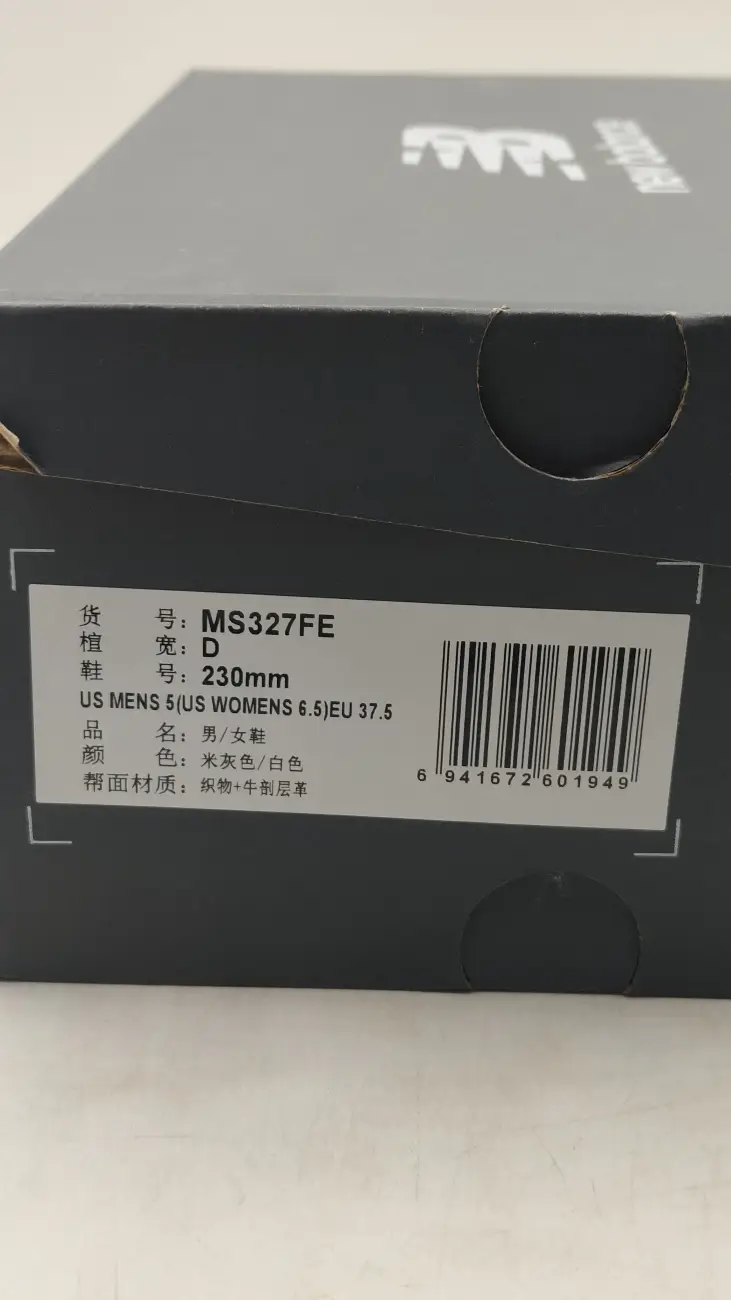 new balance
货 号: MS327FE
楦 宽: D
鞋 号: 230mm
US MENS 5(US WOMENS 6.5)EU 37.5
品 名: 男/女鞋
颜 色: 米灰色/白色
帮面材质: 织物+牛剖层革
6 941672 601949